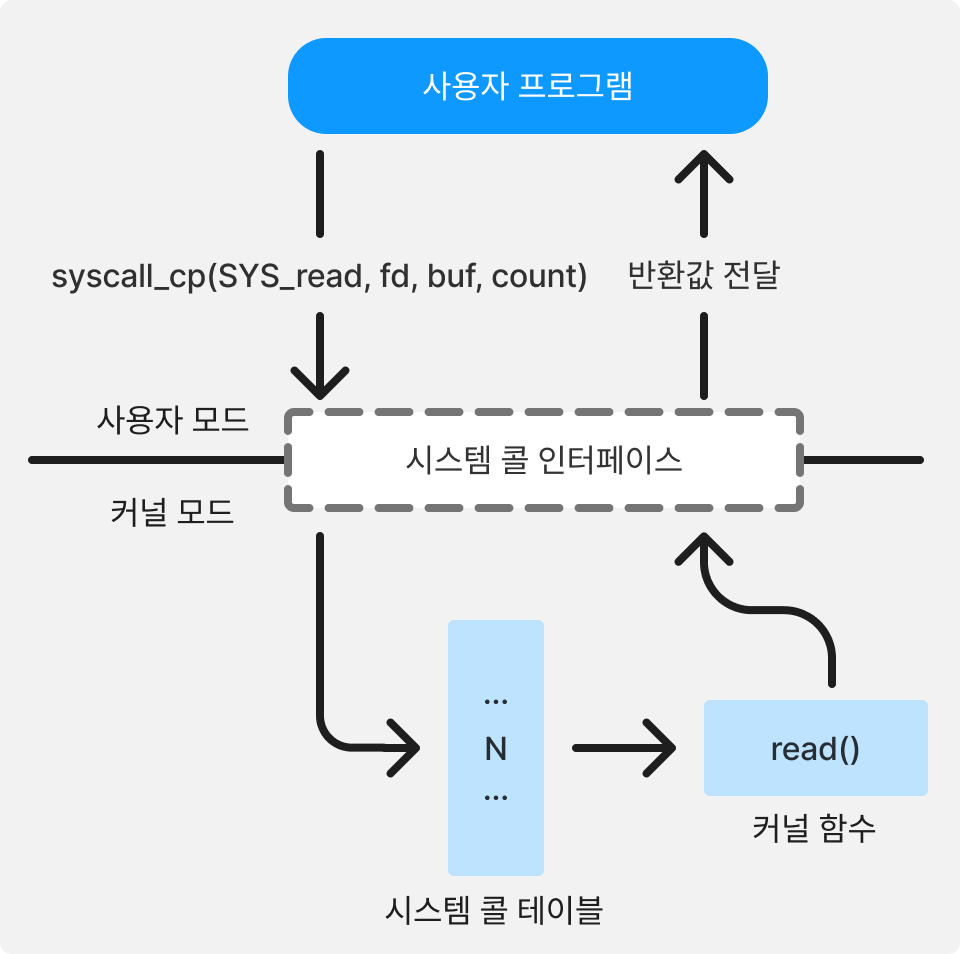 사용자 프로그램
syscall_cp(SYS_read, fd, buf, count)
반환값 전달
사용자 모드
시스템 콜 인터페이스
커널 모드
...
N
...
read()
커널 함수
시스템 콜 테이블